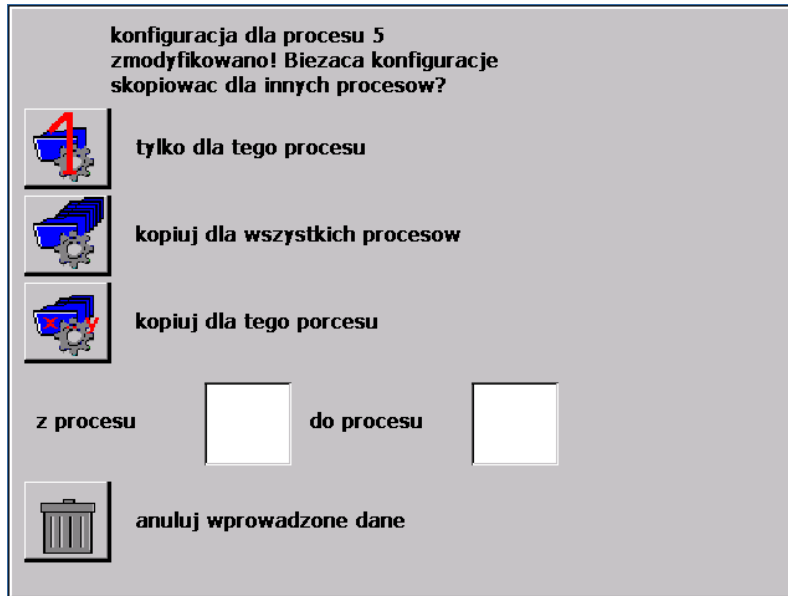 konfiguracja dla procesu 5
zmodyfikowano! Biezaca konfiguracje
skopiowac dla innych procesow?
1
tylko dla tego procesu
kopiuj dla wszystkich procesow
x y
kopiuj dla tego porcesu
z procesu do procesu
anuluj wprowadzone dane